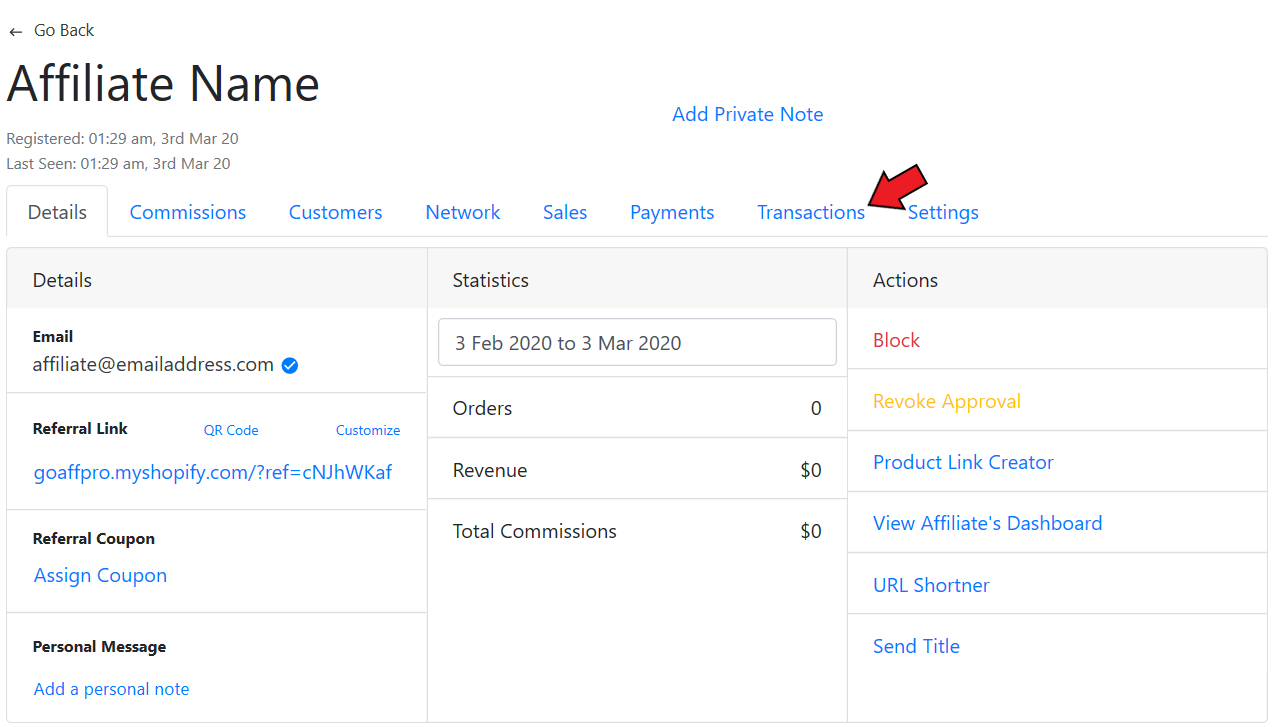 ← Go Back
Affiliate Name
Add Private Note
Registered: 01:29 am, 3rd Mar 20
Last Seen: 01:29 am, 3rd Mar 20
Details Commissions Customers Network Sales Payments Transactions Settings
Details
Email
affiliate@emailaddress.com
Referral Link QR Code Customize
goaffpro.myshopify.com/?ref=cNJhWKaf
Referral Coupon
Assign Coupon
Personal Message
Add a personal note
Statistics
3 Feb 2020 to 3 Mar 2020
Orders 0
Revenue $0
Total Commissions $0
Actions
Block
Revoke Approval
Product Link Creator
View Affiliate's Dashboard
URL Shortner
Send Title